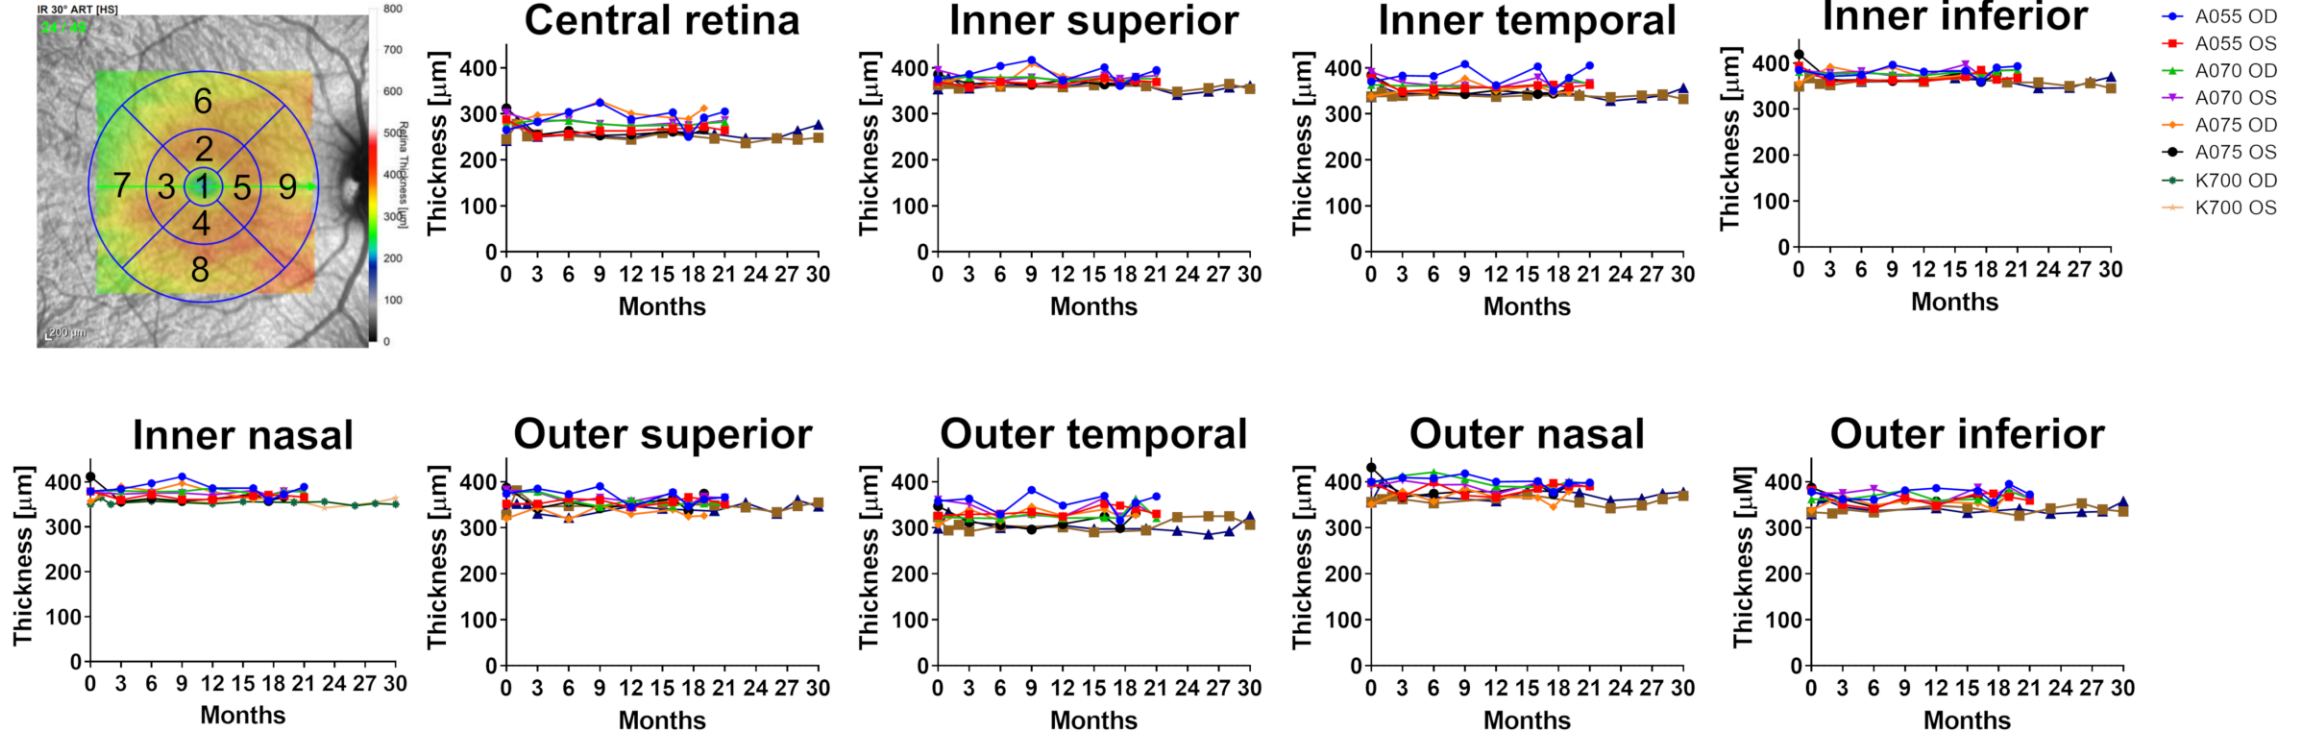 IR 30° ART [HS]
24 / 49
800
700
600
500
400
300
200
100
0
Retina Thickness [µm]
6
2
7 3 1 5 9
4
8
200 µm
Central retina
Thickness [µm]
400
300
200
100
0
0 3 6 9 12 15 18 21 24 27 30
Months
Inner superior
Thickness [µm]
400
300
200
100
0
0 3 6 9 12 15 18 21 24 27 30
Months
Inner temporal
Thickness [µm]
400
300
200
100
0
0 3 6 9 12 15 18 21 24 27 30
Months
Inner inferior
Thickness [µm]
400
300
200
100
0
0 3 6 9 12 15 18 21 24 27 30
Months
A055 OD
A055 OS
A070 OD
A070 OS
A075 OD
A075 OS
K700 OD
K700 OS
Inner nasal
Thickness [µm]
400
300
200
100
0
0 3 6 9 12 15 18 21 24 27 30
Months
Outer superior
Thickness [µm]
400
300
200
100
0
0 3 6 9 12 15 18 21 24 27 30
Months
Outer temporal
Thickness [µm]
400
300
200
100
0
0 3 6 9 12 15 18 21 24 27 30
Months
Outer nasal
Thickness [µm]
400
300
200
100
0
0 3 6 9 12 15 18 21 24 27 30
Months
Outer inferior
Thickness [µM]
400
300
200
100
0
0 3 6 9 12 15 18 21 24 27 30
Months